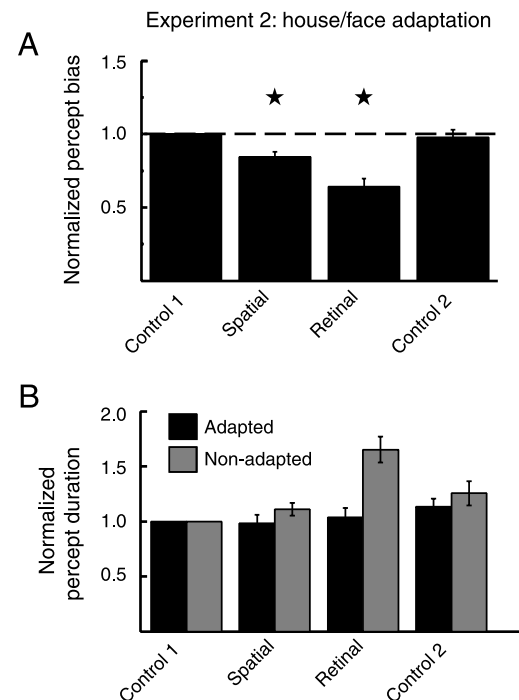 Experiment 2: house/face adaptation
A
Normalized percept bias
1.5
1.0
0.5
Control 1
Spatial
Retinal
Control 2
B
Normalized
percept duration
2.0
1.5
1.0
0.5
Adapted
Non-adapted
Control 1
Spatial
Retinal
Control 2